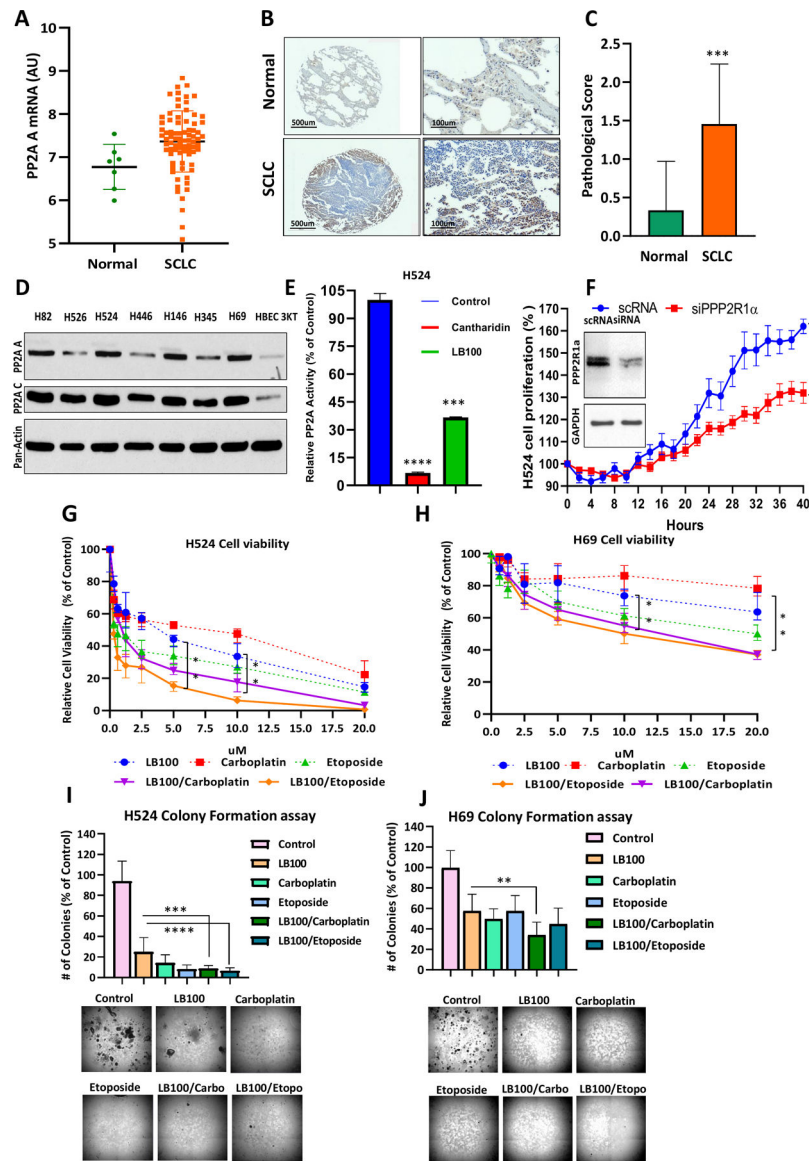 A
PP2A A mRNA (AU)
10
9
8
7
6
5
Normal
SCLC
B
Normal
SCLC
500um
100um
500um
100um
C
Pathological Score
2.5
2.0
1.5
1.0
0.5
0.0
***
Normal
SCLC
D
H82 H526 H524 H446 H146 H345 H69 HBEC 3KT
PP2A A
PP2A C
Pan-Actin
E
H524
Relative PP2A Activity (% of Control)
105
90
75
60
45
30
15
0
Control
Cantharidin
LB100
****
***
F
scRNA
siPPP2R1α
scRNA siRNA
PPP2R1a
GAPDH
H524 cell proliferation (%)
170
160
150
140
130
120
110
100
90
0 4 8 12 16 20 24 28 32 36 40
Hours
G
H524 Cell viability
Relative Cell Viability (% of Control)
100
80
60
40
20
0
0.0 2.5 5.0 7.5 10.0 12.5 15.0 17.5 20.0
* *
* *
uM
LB100 Carboplatin Etoposide
LB100/Carboplatin LB100/Etoposide
H
H69 Cell viability
Relative Cell Viability (% of Control)
100
80
60
40
20
0
0.0 2.5 5.0 7.5 10.0 12.5 15.0 17.5 20.0
* *
* *
uM
LB100 Carboplatin Etoposide
LB100/Etoposide LB100/Carboplatin
I
H524 Colony Formation assay
# of Colonies (% of Control)
140
120
100
80
60
40
20
0
***
****
Control
LB100
Carboplatin
Etoposide
LB100/Carboplatin
LB100/Etoposide
Control LB100 Carboplatin
Etoposide LB100/Carbo LB100/Etopo
J
H69 Colony Formation assay
# of Colonies (% of Control)
140
120
100
80
60
40
20
0
**
Control
LB100
Carboplatin
Etoposide
LB100/Carboplatin
LB100/Etoposide
Control LB100 Carboplatin
Etoposide LB100/Carbo LB100/Etopo